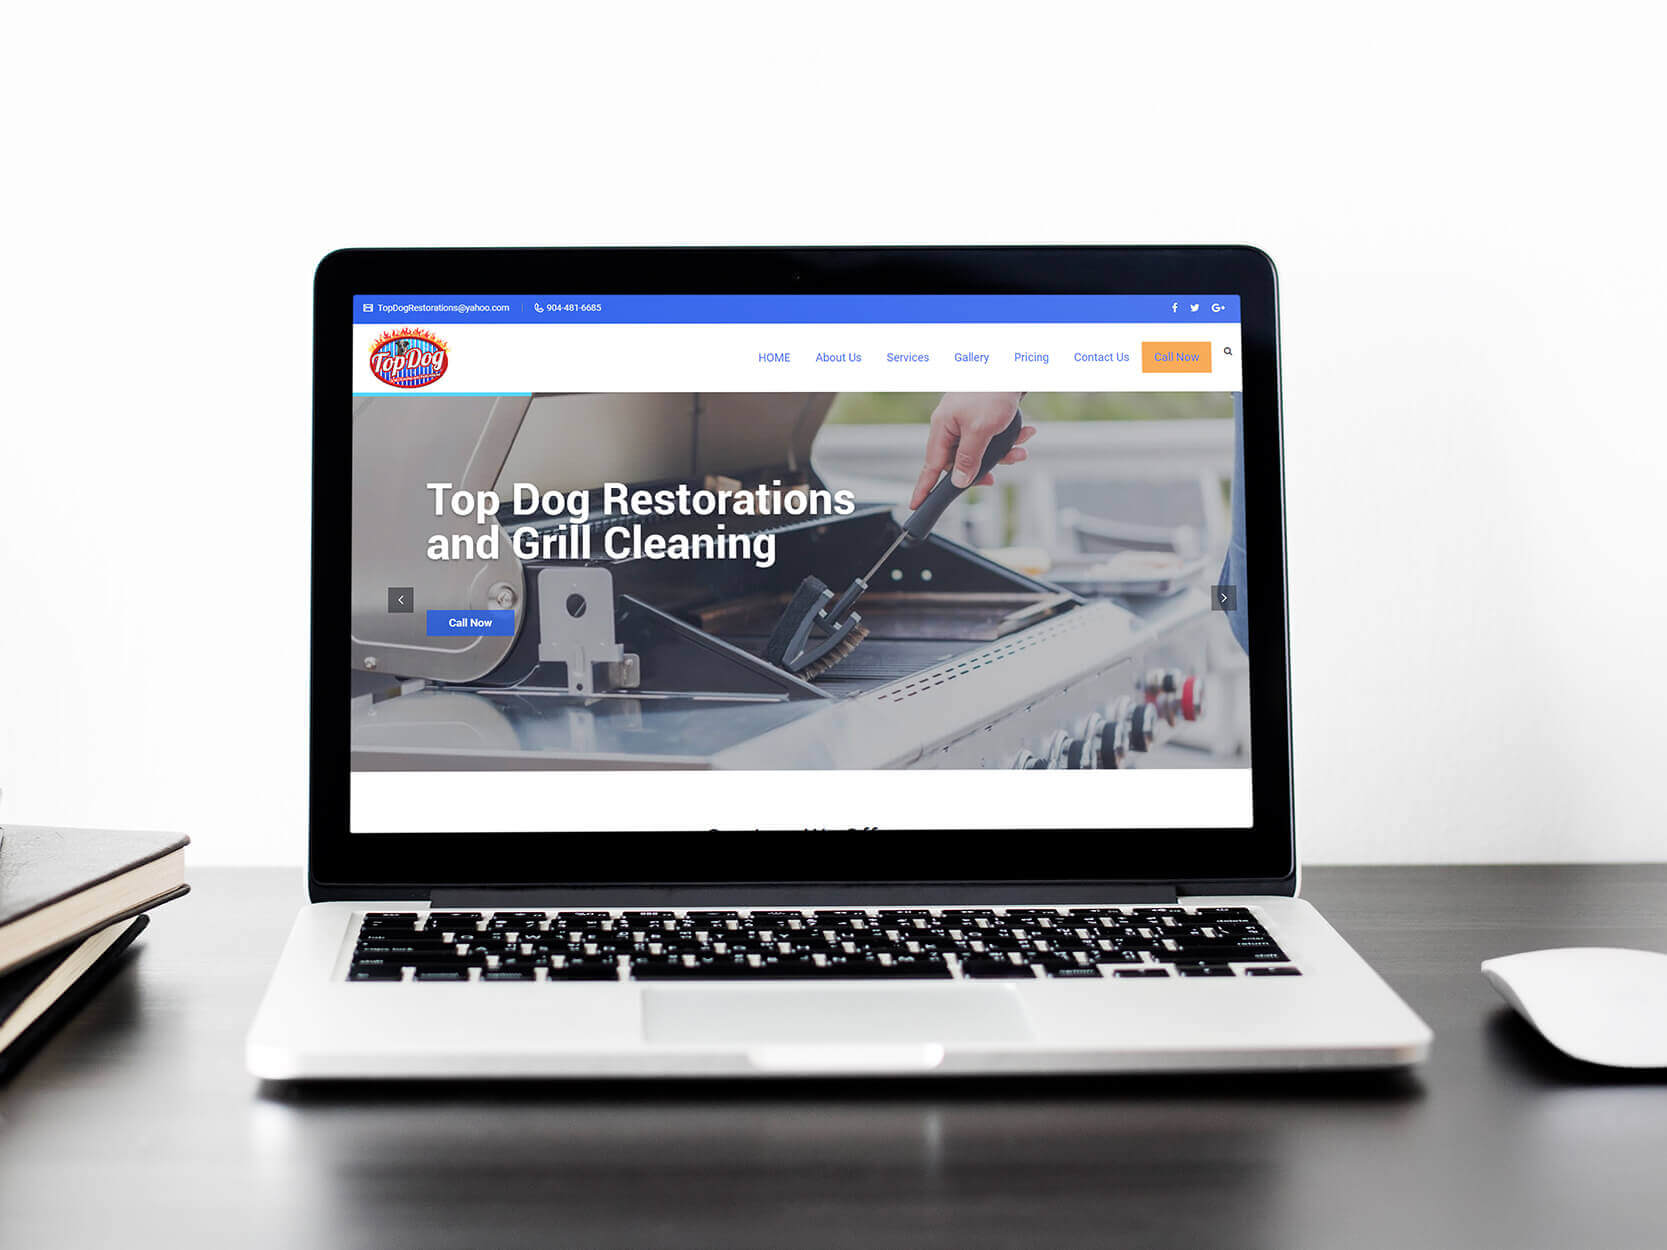 TopDogRestorations@yahoo.com 904-481-6685
Top Dog
HOME About Us Services Gallery Pricing Contact Us Call Now
Top Dog Restorations
and Grill Cleaning
Call Now